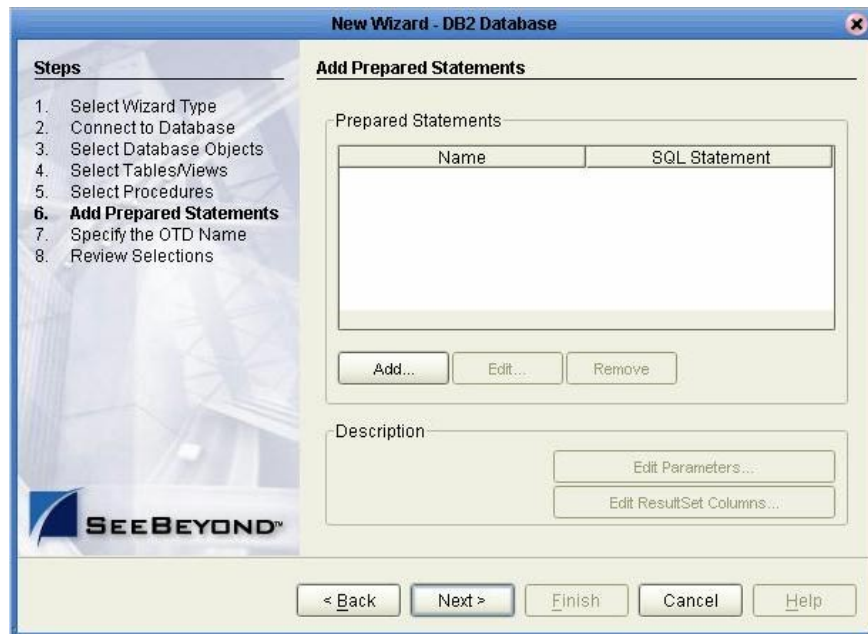 New Wizard - DB2 Database
Steps
1. Select Wizard Type
2. Connect to Database
3. Select Database Objects
4. Select Tables/Views
5. Select Procedures
6. Add Prepared Statements
7. Specify the OTD Name
8. Review Selections
SEEBEYOND™
Add Prepared Statements
Prepared Statements
Name SQL Statement
Add... Edit... Remove
Description
Edit Parameters...
Edit ResultSet Columns...
< Back Next > Finish Cancel Help